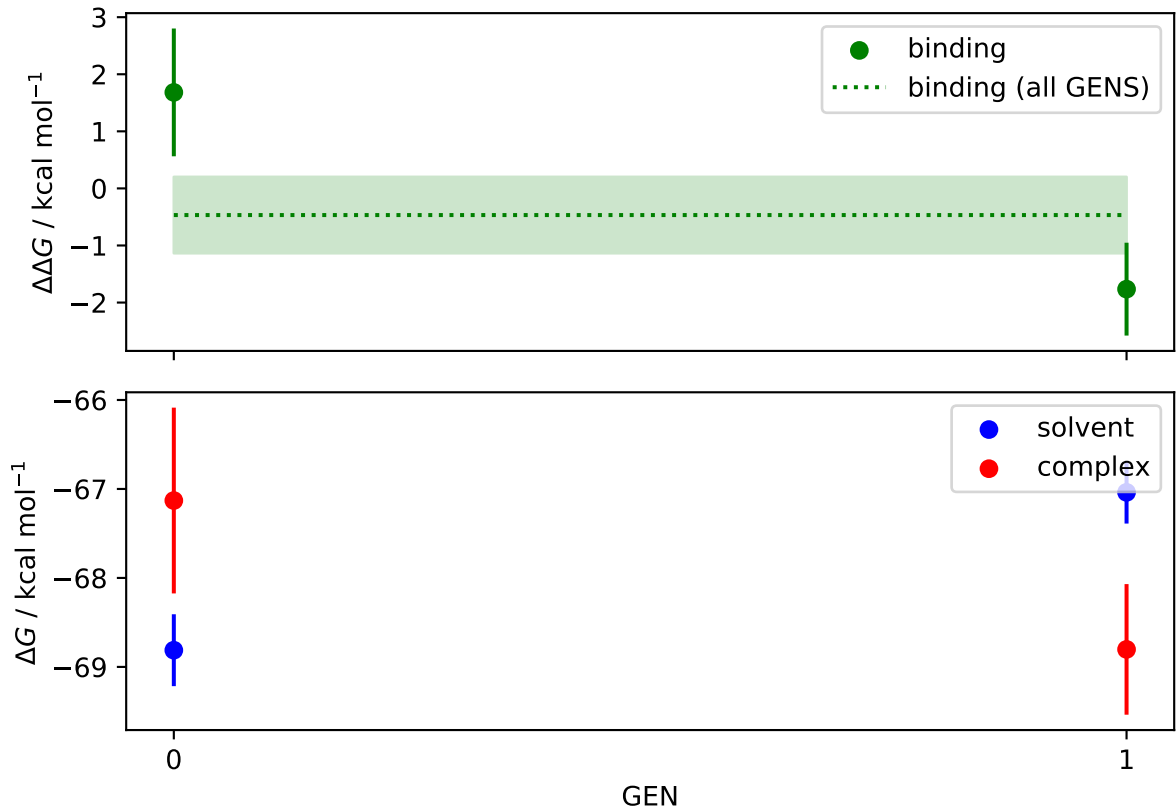 3
2
1
0
−1
−2
ΔΔG / kcal mol⁻¹
binding
binding (all GENS)
−66
−67
−68
−69
ΔG / kcal mol⁻¹
solvent
complex
0
1
GEN